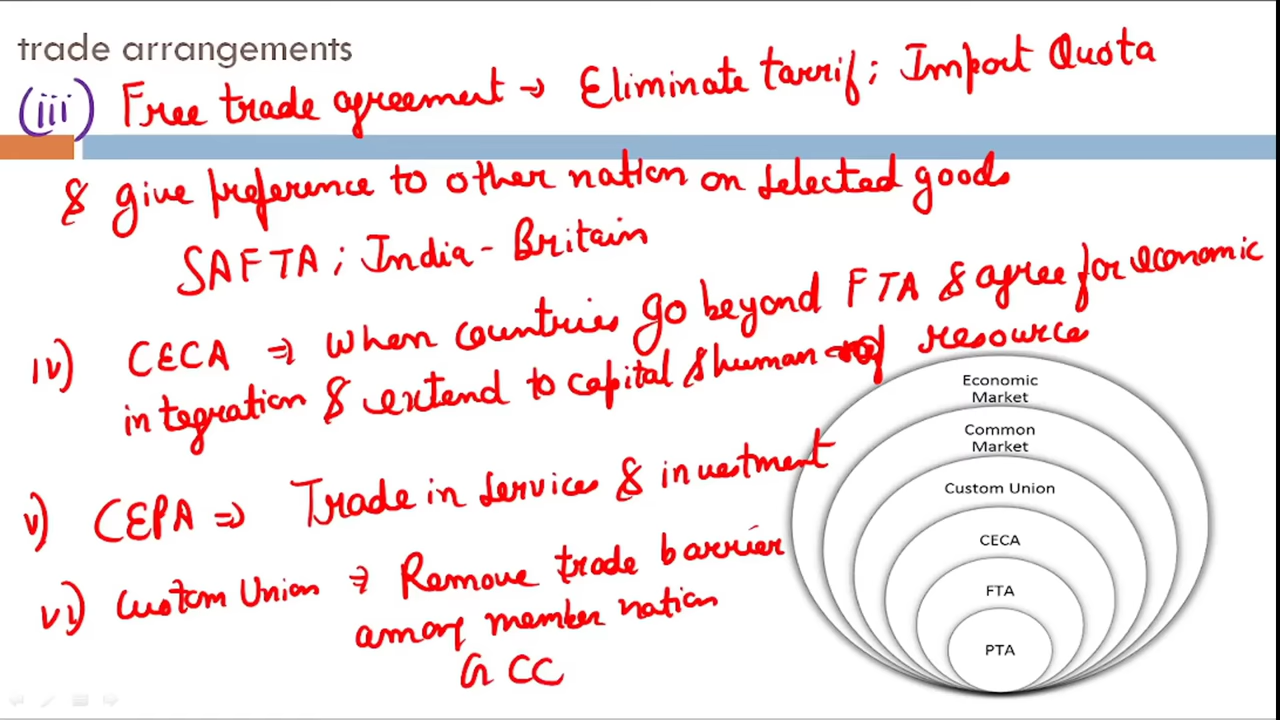 trade arrangements
(iii) Free trade agreement → Eliminate tarrif; Import Quota
& give preference to other nation on selected goods
SAFTA; India - Britain
iv) CECA ⇒ when countries go beyond FTA & agree for economic
integration & extend to capital & human resources
v) CEPA ⇒ Trade in services & investment
vi) Custom Union ⇒ Remove trade barrier
among member nation
GCC
Economic
Market
Common
Market
Custom Union
CECA
FTA
PTA